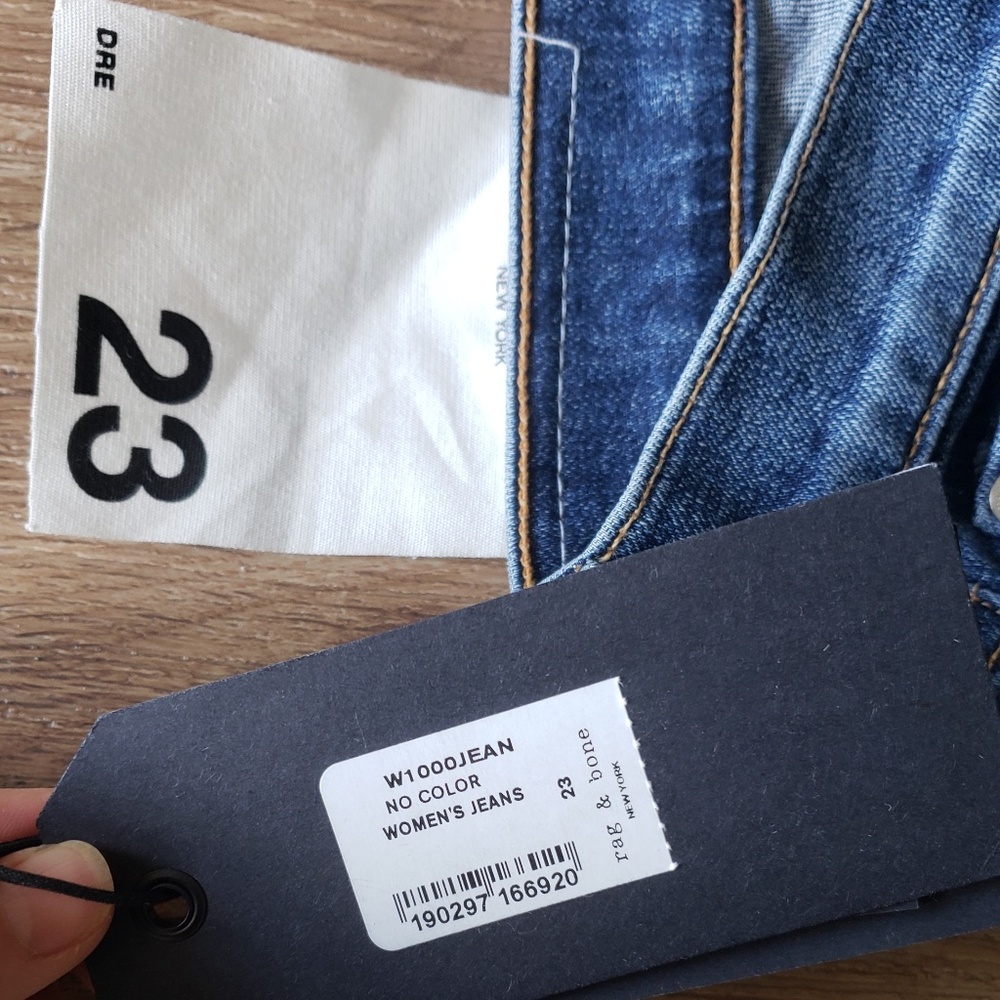 DRE
23
NEW YORK
W1000JEAN
NO COLOR
WOMEN'S JEANS
23
190297 166920
rag & bone
NEW YORK